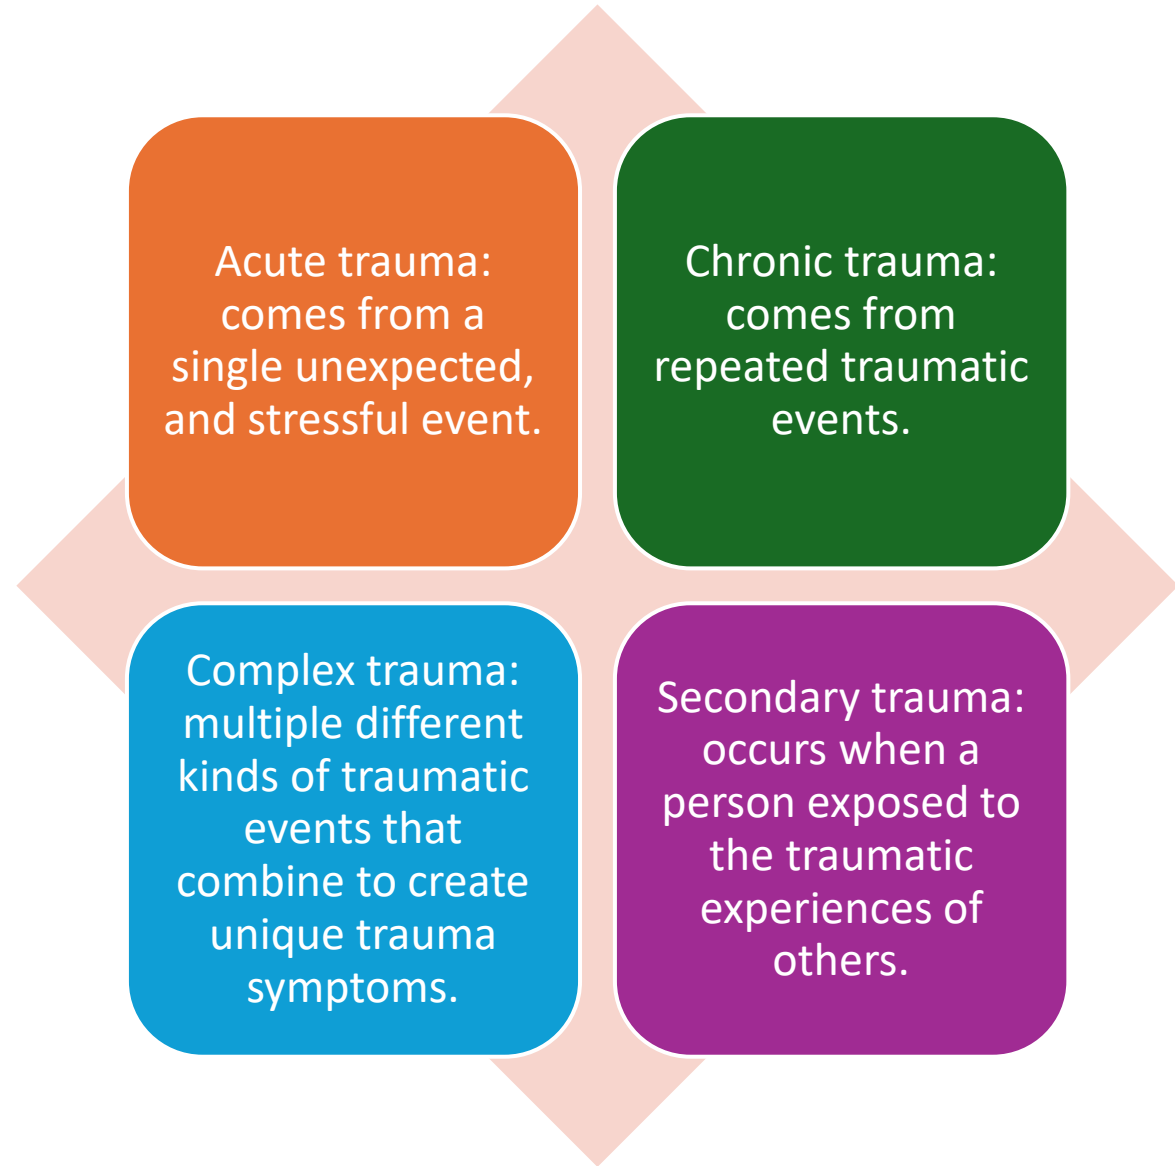 Acute trauma:
comes from a
single unexpected,
and stressful event.
Chronic trauma:
comes from
repeated traumatic
events.
Complex trauma:
multiple different
kinds of traumatic
events that
combine to create
unique trauma
symptoms.
Secondary trauma:
occurs when a
person exposed to
the traumatic
experiences of
others.